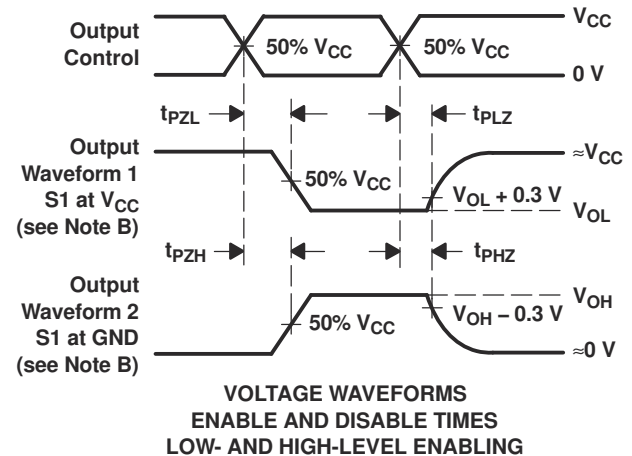 Output
Control
50% VCC
50% VCC
VCC
0 V
tPZL
tPLZ
Output
Waveform 1
S1 at VCC
(see Note B)
50% VCC
≈VCC
VOL + 0.3 V
VOL
tPZH
tPHZ
Output
Waveform 2
S1 at GND
(see Note B)
50% VCC
VOH
VOH − 0.3 V
≈0 V
VOLTAGE WAVEFORMS
ENABLE AND DISABLE TIMES
LOW- AND HIGH-LEVEL ENABLING